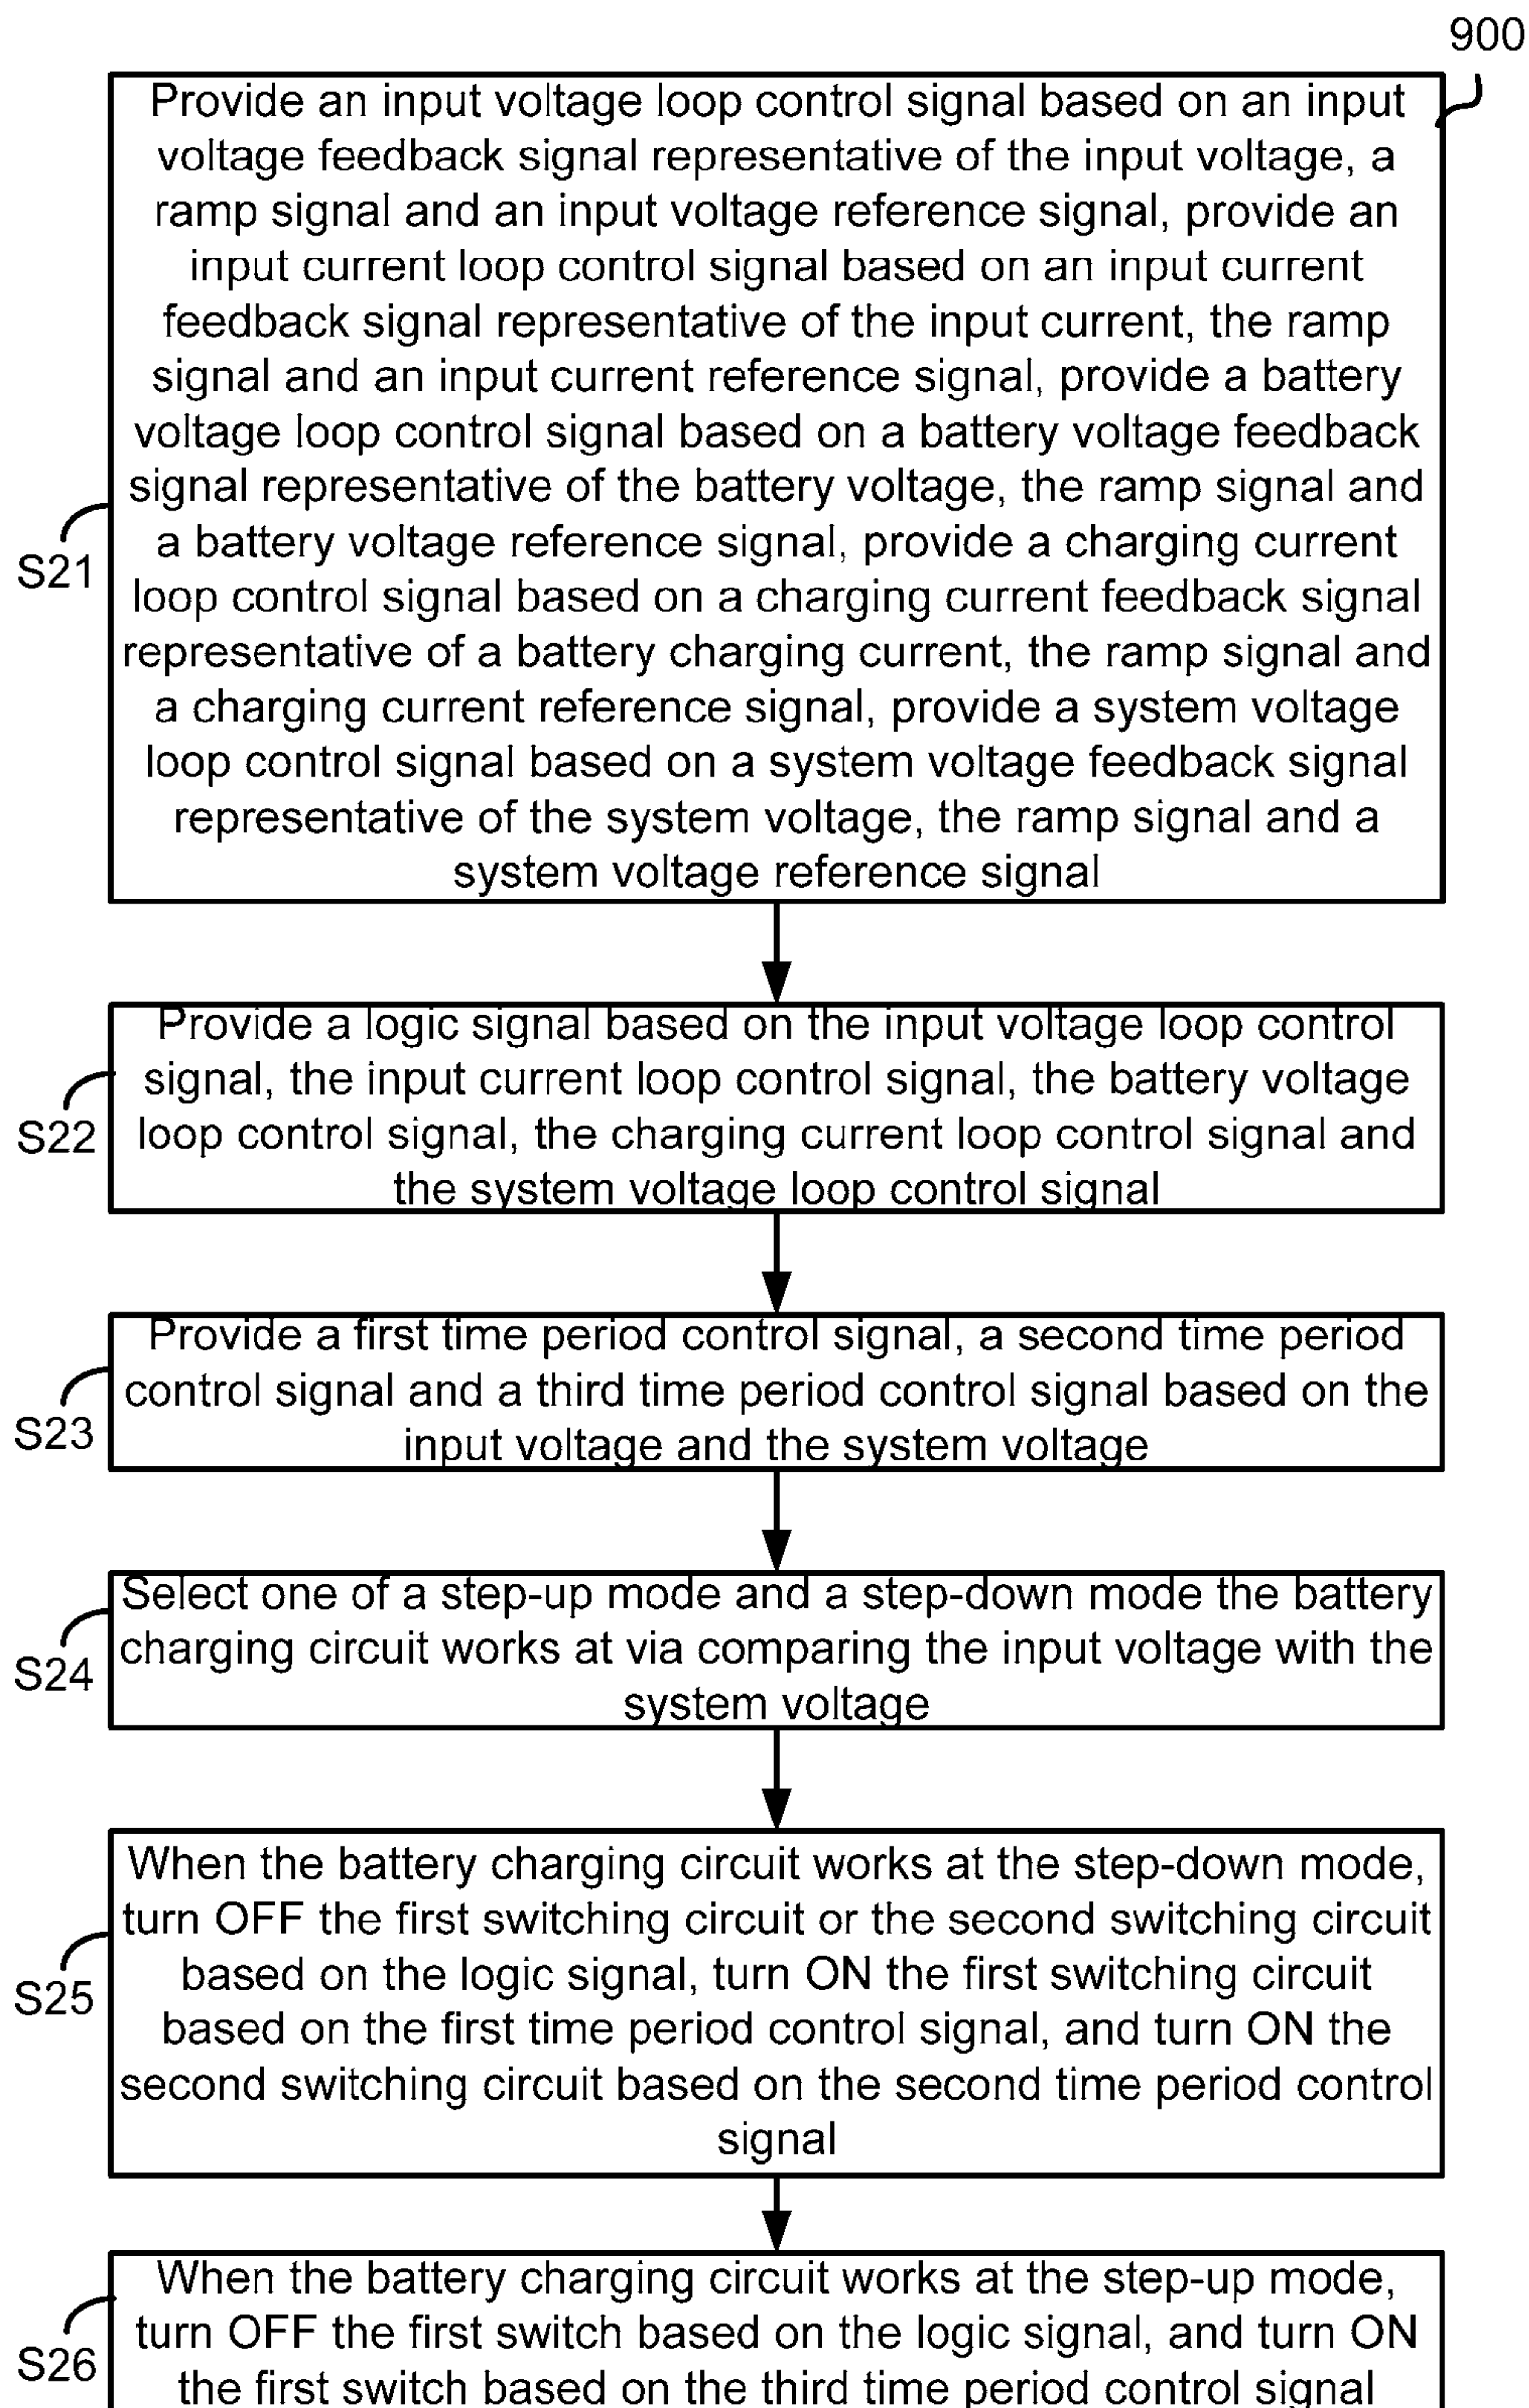 900
Provide an input voltage loop control signal based on an input
voltage feedback signal representative of the input voltage, a
ramp signal and an input voltage reference signal, provide an
input current loop control signal based on an input current
feedback signal representative of the input current, the ramp
signal and an input current reference signal, provide a battery
voltage loop control signal based on a battery voltage feedback
signal representative of the battery voltage, the ramp signal and
a battery voltage reference signal, provide a charging current
loop control signal based on a charging current feedback signal
representative of a battery charging current, the ramp signal and
a charging current reference signal, provide a system voltage
loop control signal based on a system voltage feedback signal
representative of the system voltage, the ramp signal and a
system voltage reference signal
S21
Provide a logic signal based on the input voltage loop control
signal, the input current loop control signal, the battery voltage
loop control signal, the charging current loop control signal and
the system voltage loop control signal
S22
Provide a first time period control signal, a second time period
control signal and a third time period control signal based on the
input voltage and the system voltage
S23
Select one of a step-up mode and a step-down mode the battery
charging circuit works at via comparing the input voltage with the
system voltage
S24
When the battery charging circuit works at the step-down mode,
turn OFF the first switching circuit or the second switching circuit
based on the logic signal, turn ON the first switching circuit
based on the first time period control signal, and turn ON the
second switching circuit based on the second time period control
signal
S25
When the battery charging circuit works at the step-up mode,
turn OFF the first switch based on the logic signal, and turn ON
the first switch based on the third time period control signal
S26